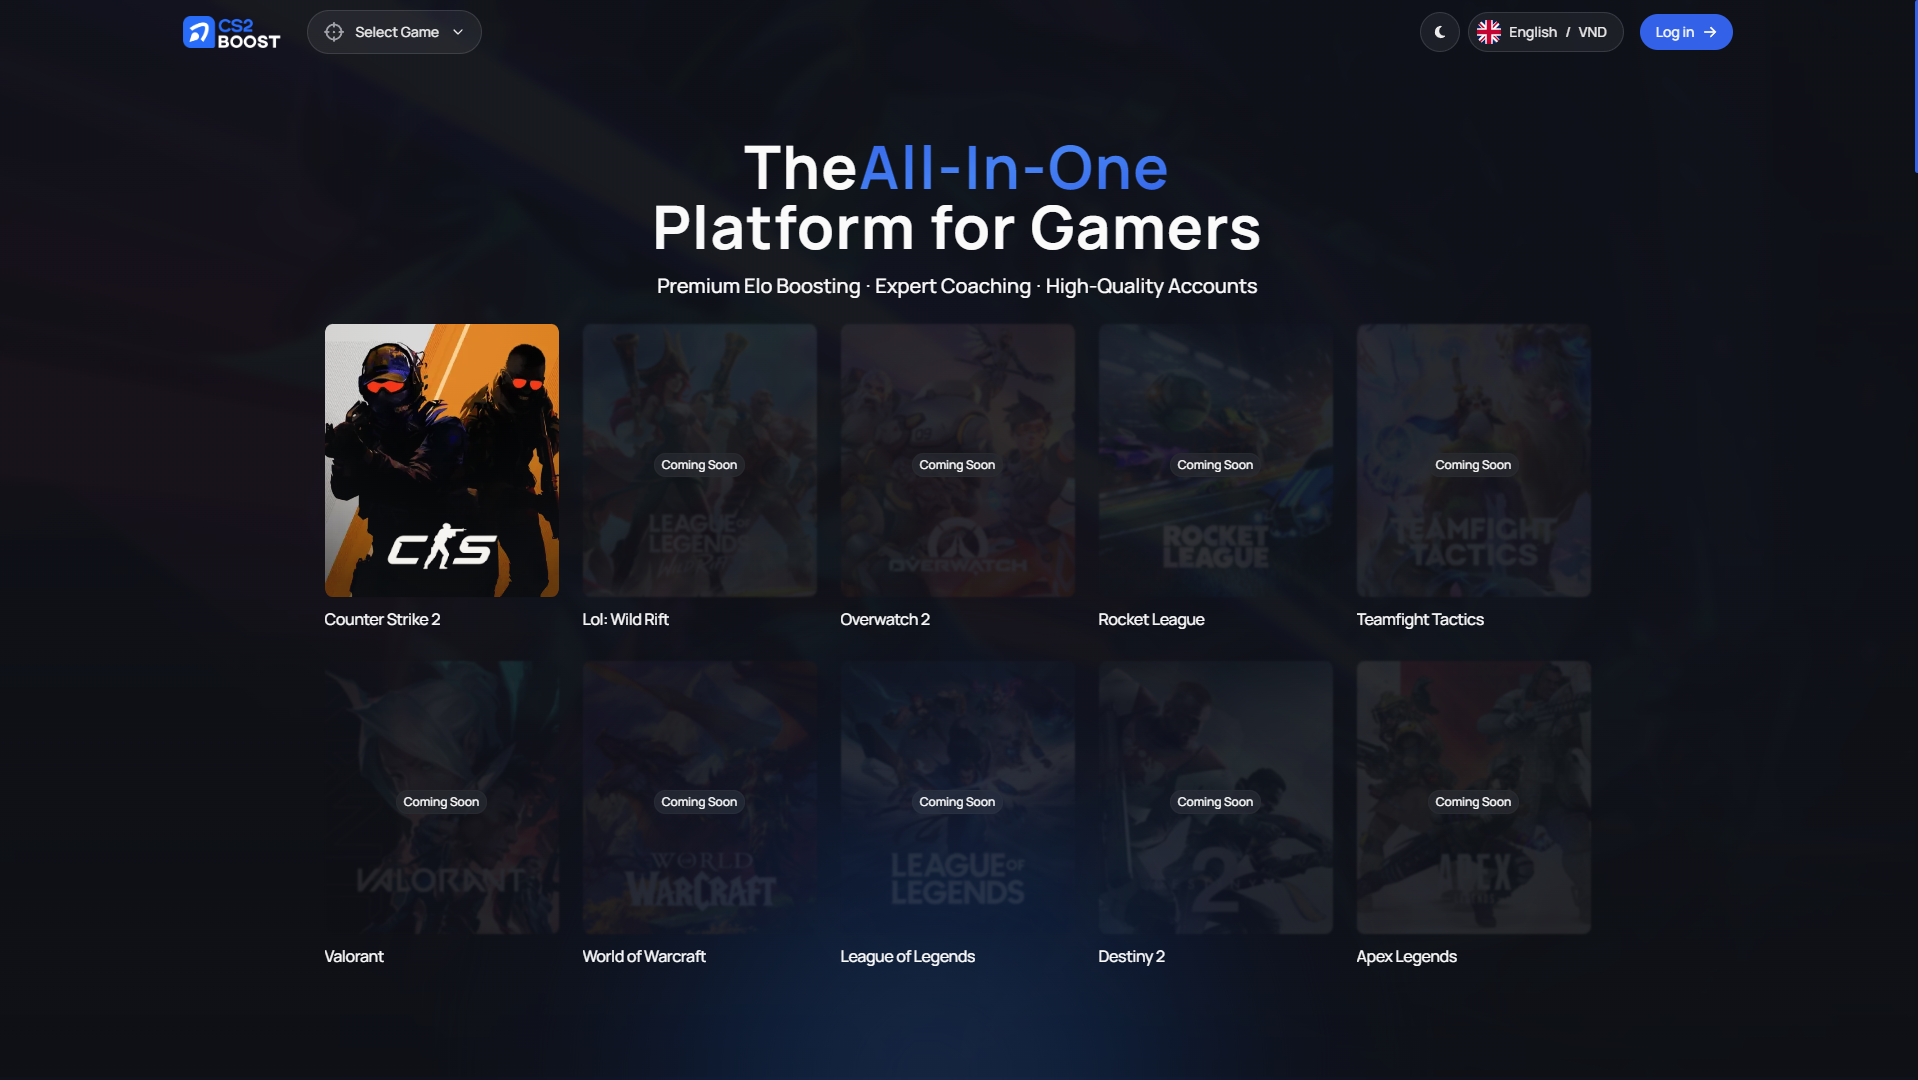 CS2
BOOST
Select Game
English / VND
Log in
TheAll-In-One
Platform for Gamers
Premium Elo Boosting · Expert Coaching · High-Quality Accounts
CS
Counter Strike 2
Coming Soon
LEAGUE OF
LEGENDS
WILD RIFT
Lol: Wild Rift
Coming Soon
OVERWATCH
Overwatch 2
Coming Soon
ROCKET
LEAGUE
Rocket League
Coming Soon
TEAMFIGHT
TACTICS
Teamfight Tactics
Coming Soon
VALORANT
Valorant
Coming Soon
WORLD
WARCRAFT
World of Warcraft
Coming Soon
LEAGUE OF
LEGENDS
League of Legends
Coming Soon
2
Destiny 2
Coming Soon
APEX
LEGENDS
Apex Legends